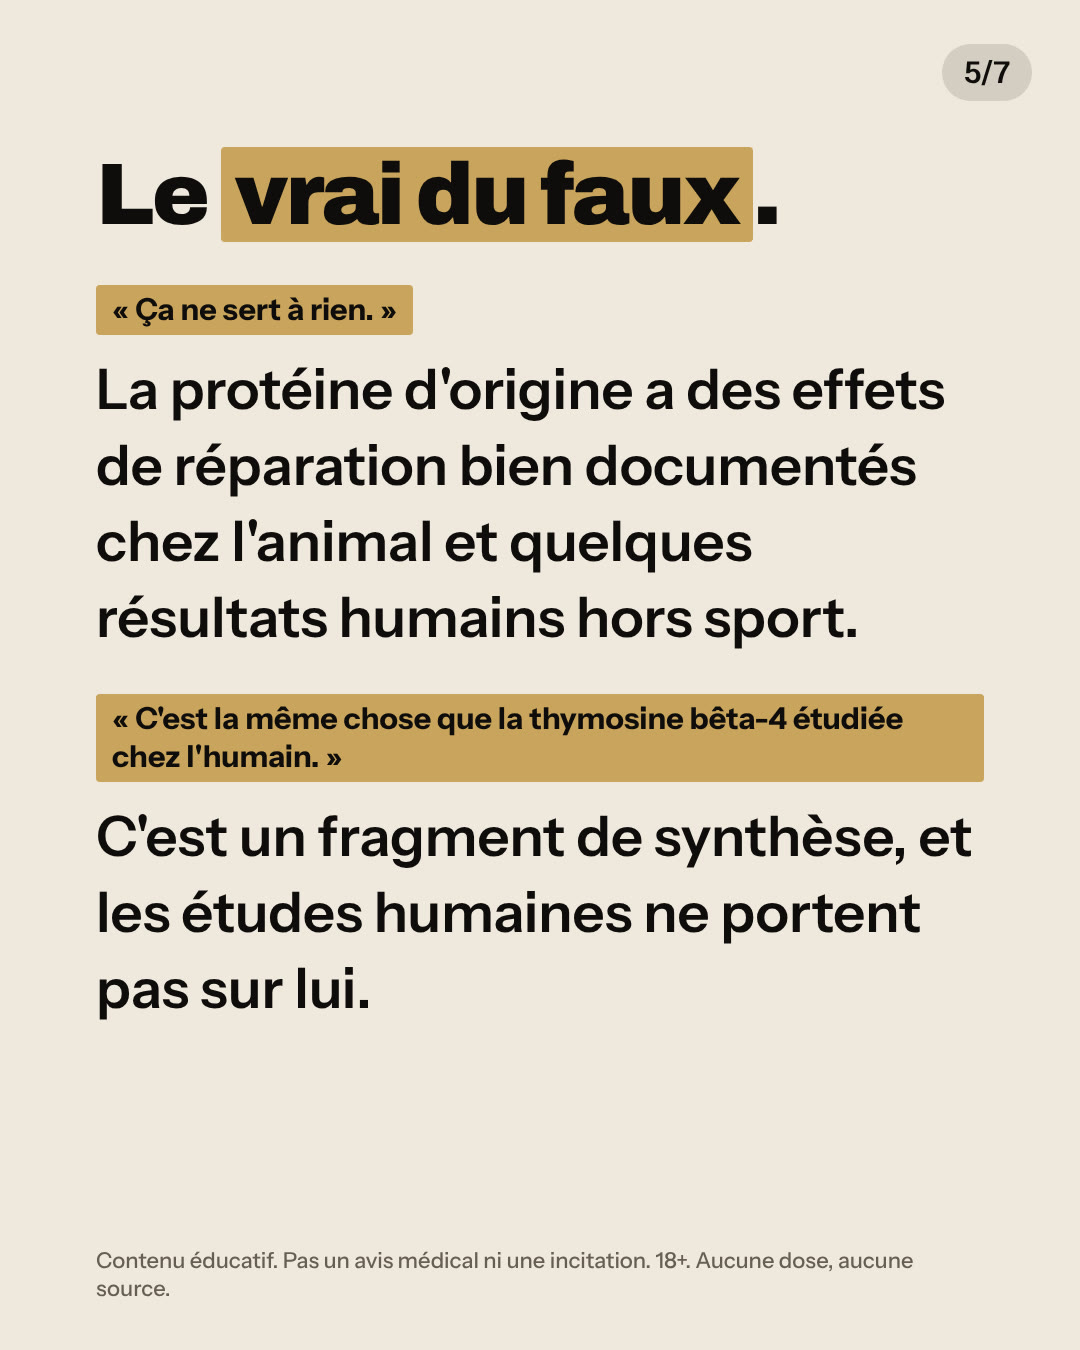 5/7
Le vrai du faux.
« Ça ne sert à rien. »
La protéine d'origine a des effets
de réparation bien documentés
chez l'animal et quelques
résultats humains hors sport.
« C'est la même chose que la thymosine bêta-4 étudiée
chez l'humain. »
C'est un fragment de synthèse, et
les études humaines ne portent
pas sur lui.
Contenu éducatif. Pas un avis médical ni une incitation. 18+. Aucune dose, aucune
source.